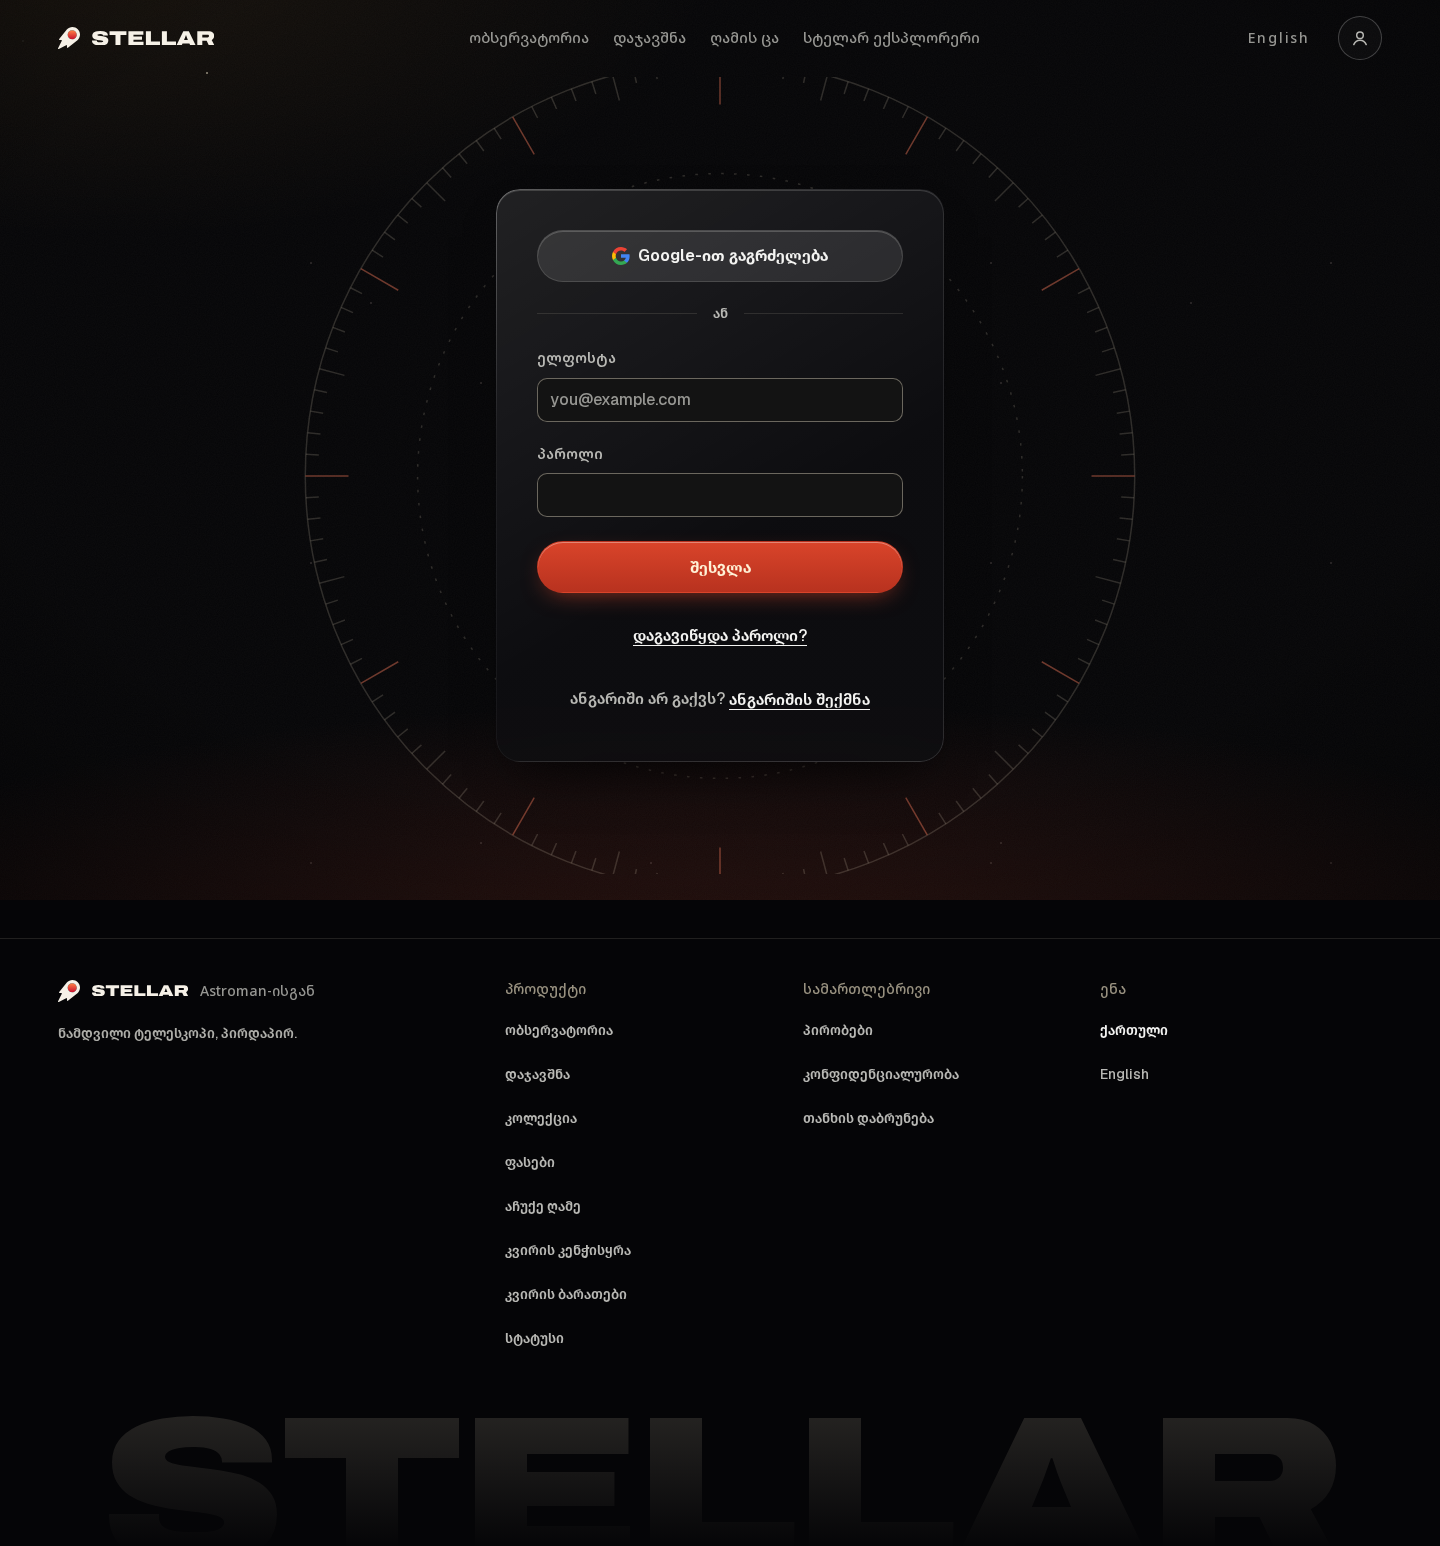 STELLAR
ობსერვატორია დაჯავშნა ღამის ცა სტელარ ექსპლორერი
English
Google-ით გაგრძელება
ან
ელფოსტა
you@example.com
პაროლი
შესვლა
დაგავიწყდა პაროლი?
ანგარიში არ გაქვს? ანგარიშის შექმნა
STELLAR Astroman-ისგან
ნამდვილი ტელესკოპი, პირდაპირ.
პროდუქტი
ობსერვატორია
დაჯავშნა
კოლექცია
ფასები
აჩუქე ღამე
კვირის კენჭისყრა
კვირის ბარათები
სტატუსი
სამართლებრივი
პირობები
კონფიდენციალურობა
თანხის დაბრუნება
ენა
ქართული
English
STELLAR